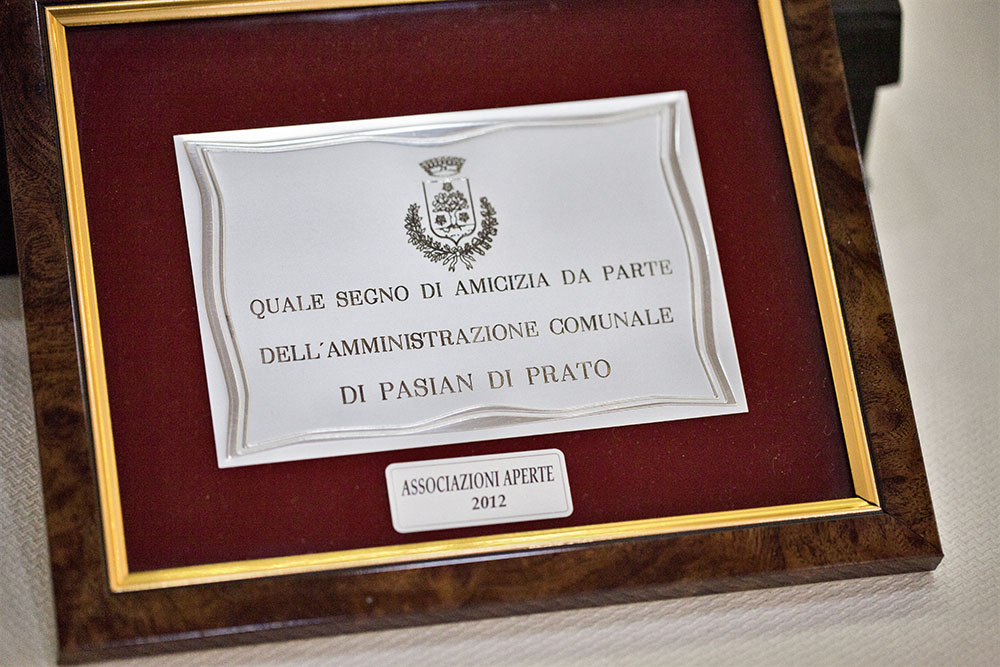 QUALE SEGNO DI AMICIZIA DA PARTE
DELL'AMMINISTRAZIONE COMUNALE
DI PASIAN DI PRATO
ASSOCIAZIONI APERTE
2012